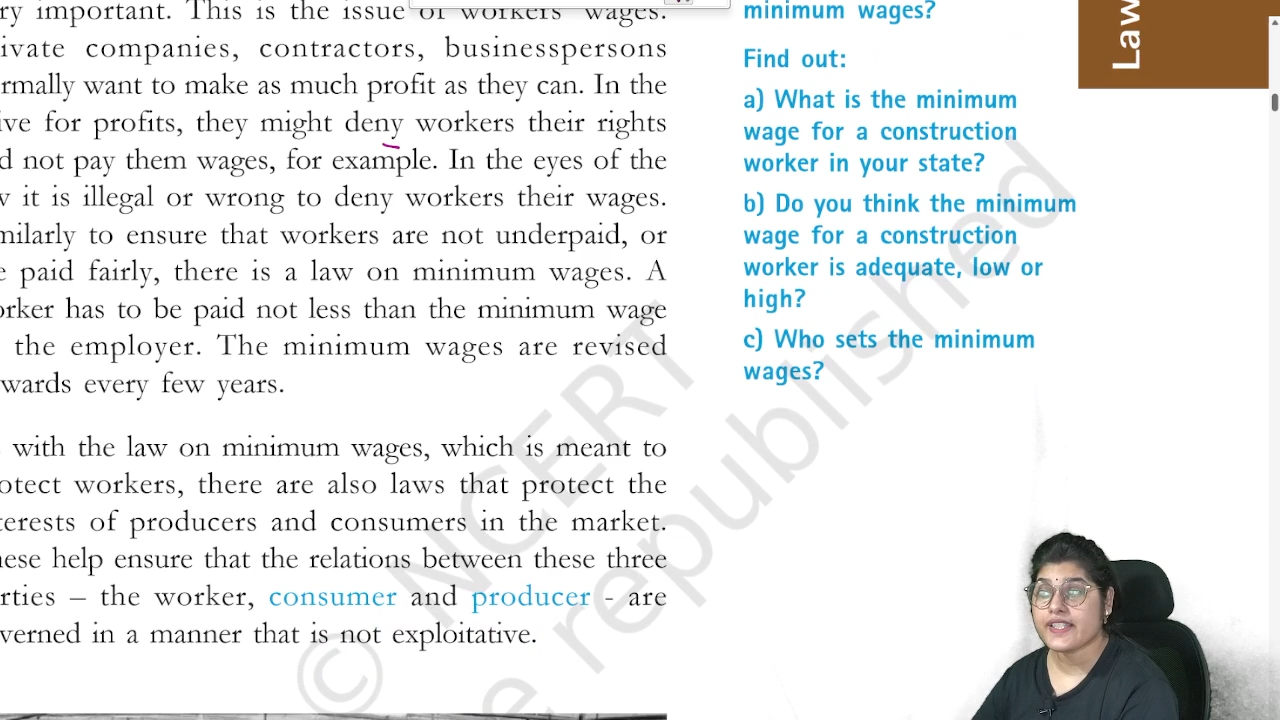 ry important. This is the issue of workers' wages.
ivate companies, contractors, businesspersons
rmally want to make as much profit as they can. In the
ive for profits, they might deny workers their rights
d not pay them wages, for example. In the eyes of the
w it is illegal or wrong to deny workers their wages.
milarly to ensure that workers are not underpaid, or
e paid fairly, there is a law on minimum wages. A
orker has to be paid not less than the minimum wage
the employer. The minimum wages are revised
wards every few years.
with the law on minimum wages, which is meant to
otect workers, there are also laws that protect the
terests of producers and consumers in the market.
hese help ensure that the relations between these three
rties – the worker, consumer and producer - are
verned in a manner that is not exploitative.
minimum wages?
Find out:
a) What is the minimum
wage for a construction
worker in your state?
b) Do you think the minimum
wage for a construction
worker is adequate, low or
high?
c) Who sets the minimum
wages?
Law
© NCERT
e republished